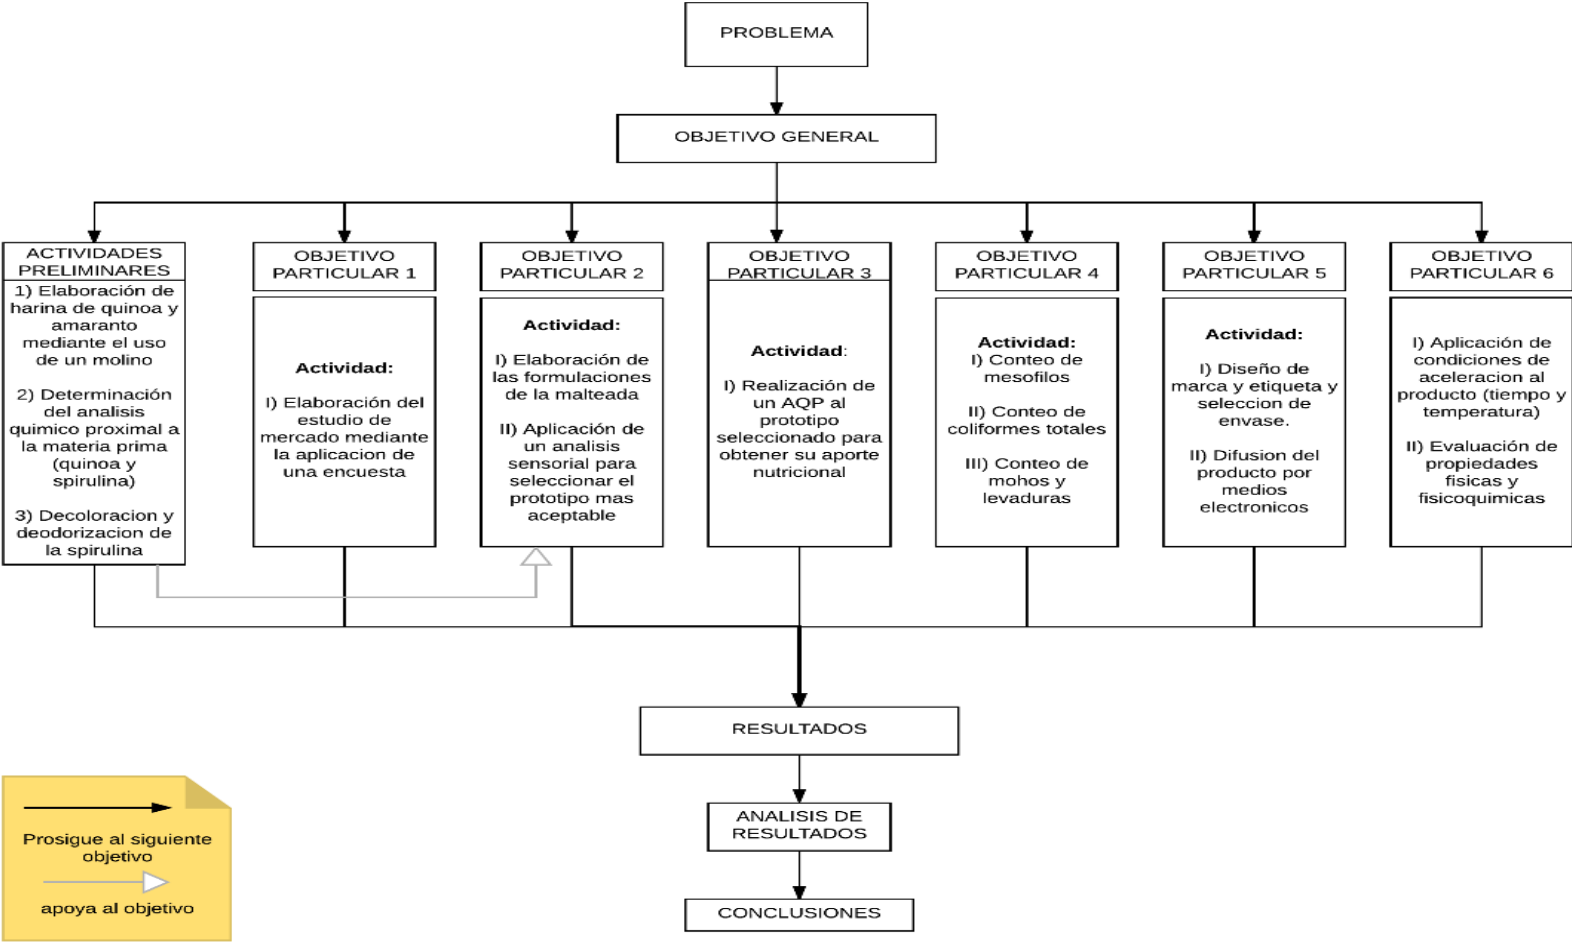 PROBLEMA
OBJETIVO GENERAL
ACTIVIDADES
PRELIMINARES
1) Elaboración de
harina de quinoa y
amaranto
mediante el uso
de un molino
2) Determinación
del analisis
quimico proximal a
la materia prima
(quinoa y
spirulina)
3) Decoloracion y
deodorizacion de
la spirulina
OBJETIVO
PARTICULAR 1
Actividad:
I) Elaboración del
estudio de
mercado mediante
la aplicacion de
una encuesta
OBJETIVO
PARTICULAR 2
Actividad:
I) Elaboración de
las formulaciones
de la malteada
II) Aplicación de
un analisis
sensorial para
seleccionar el
prototipo mas
aceptable
OBJETIVO
PARTICULAR 3
Actividad:
I) Realización de
un AQP al
prototipo
seleccionado para
obtener su aporte
nutricional
OBJETIVO
PARTICULAR 4
Actividad:
I) Conteo de
mesofilos
II) Conteo de
coliformes totales
III) Conteo de
mohos y
levaduras
OBJETIVO
PARTICULAR 5
Actividad:
I) Diseño de
marca y etiqueta y
seleccion de
envase.
II) Difusion del
producto por
medios
electronicos
OBJETIVO
PARTICULAR 6
I) Aplicación de
condiciones de
aceleracion al
producto (tiempo y
temperatura)
II) Evaluación de
propiedades
fisicas y
fisicoquimicas
RESULTADOS
ANALISIS DE
RESULTADOS
CONCLUSIONES
Prosigue al siguiente
objetivo
apoya al objetivo